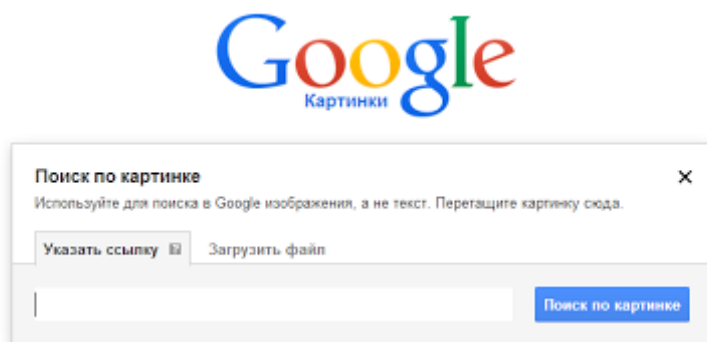 Google
Картинки
Поиск по картинке
Используйте для поиска в Google изображения, а не текст. Перетащите картинку сюда.
Указать ссылку ?
Загрузить файл
Поиск по картинке